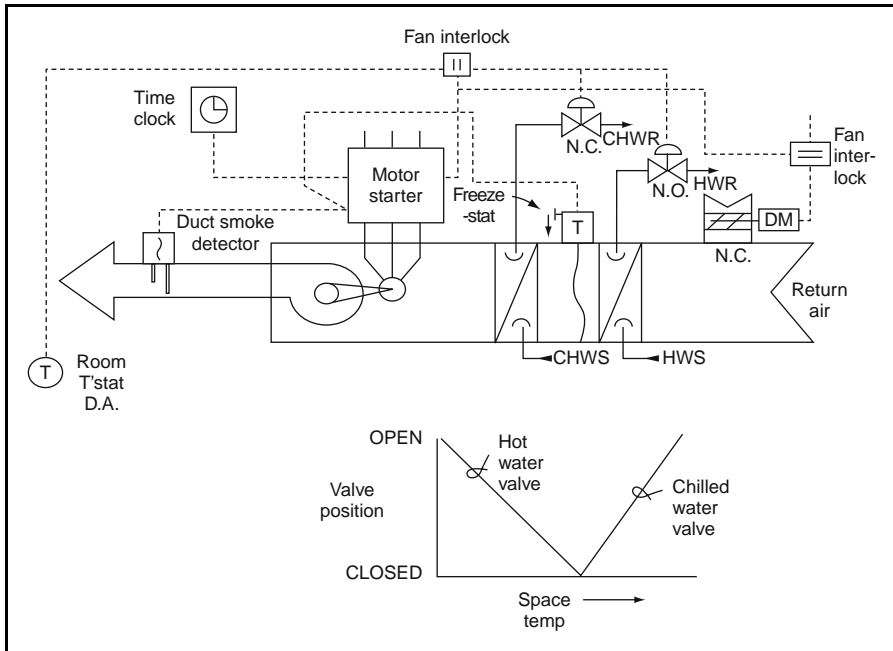 Fan interlock
Time
clock
Motor
starter
N.C.
CHWR
N.O.
HWR
Fan
inter-
lock
Freeze
-stat
T
DM
N.C.
Duct smoke
detector
Return
air
CHWS
HWS
T
Room
T'stat
D.A.
OPEN
Hot
water
valve
Valve
position
Chilled
water
valve
CLOSED
Space
temp